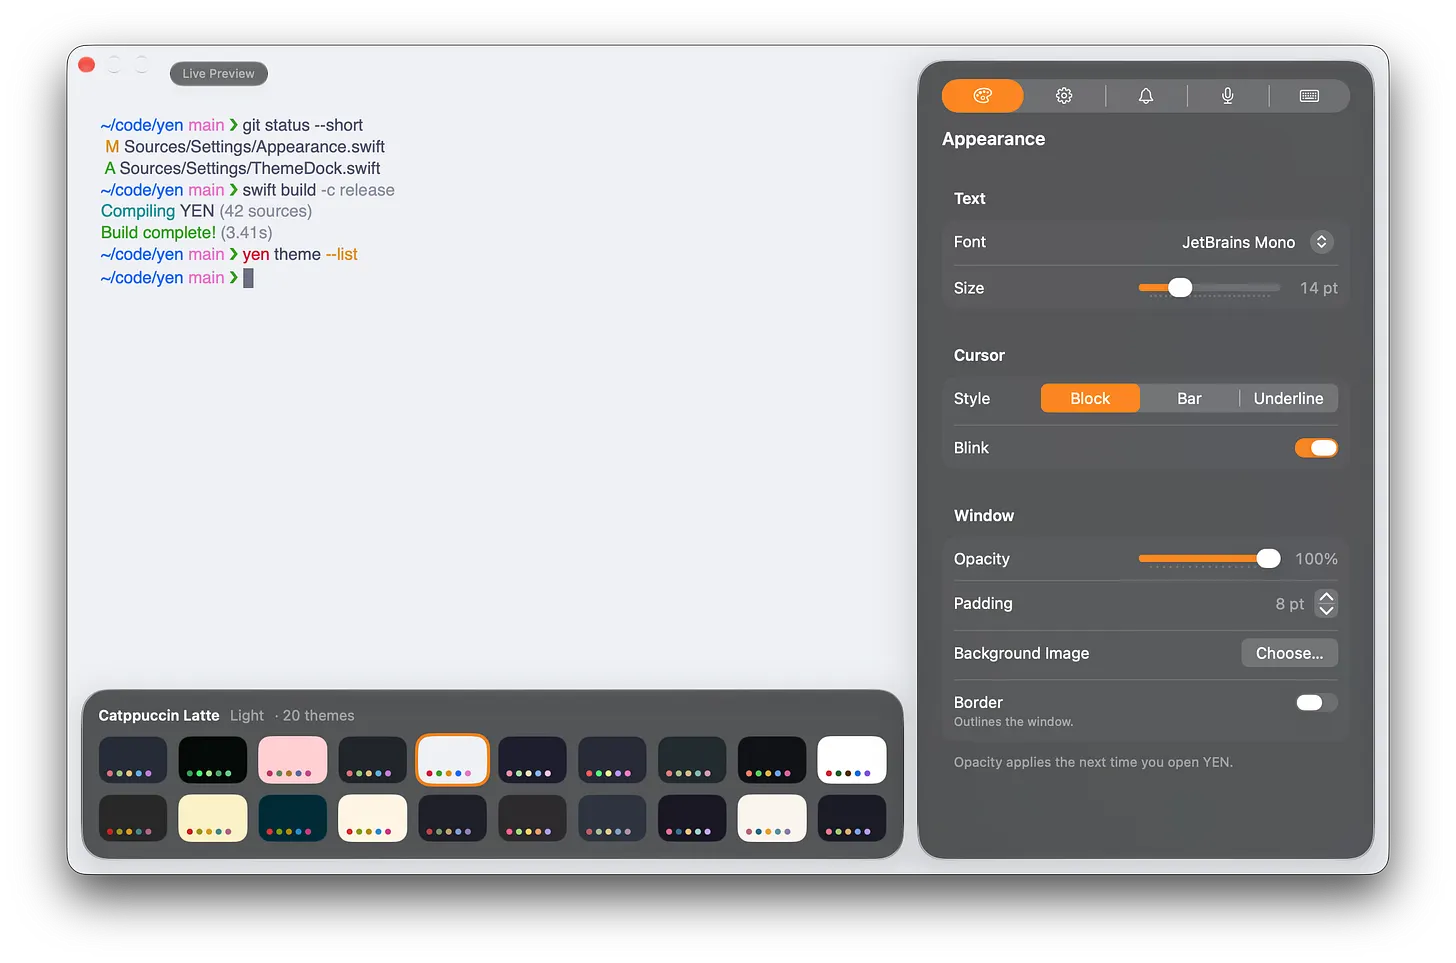 Live Preview
~/code/yen main ❯ git status --short
M Sources/Settings/Appearance.swift
A Sources/Settings/ThemeDock.swift
~/code/yen main ❯ swift build -c release
Compiling YEN (42 sources)
Build complete! (3.41s)
~/code/yen main ❯ yen theme --list
~/code/yen main ❯
Catppuccin Latte Light · 20 themes
Appearance
Text
Font JetBrains Mono
Size 14 pt
Cursor
Style Block Bar Underline
Blink
Window
Opacity 100%
Padding 8 pt
Background Image Choose...
Border
Outlines the window.
Opacity applies the next time you open YEN.